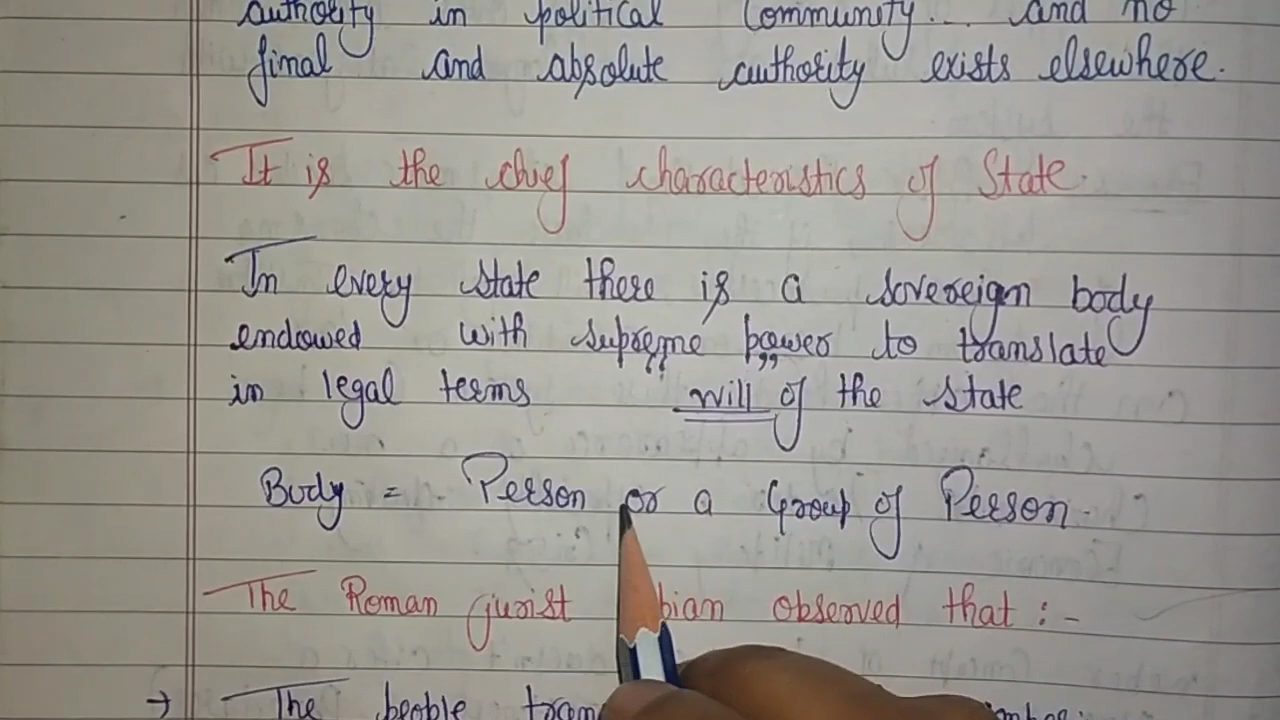 authority in political Community... and no
final and absolute authority exists elsewhere.
It is the chief characteristics of State.
In every state there is a sovereign body
endowed with supreme power to translate
in legal terms will of the state
Body = Person or a Group of Person.
The Roman jurist observed that :-
→ The people